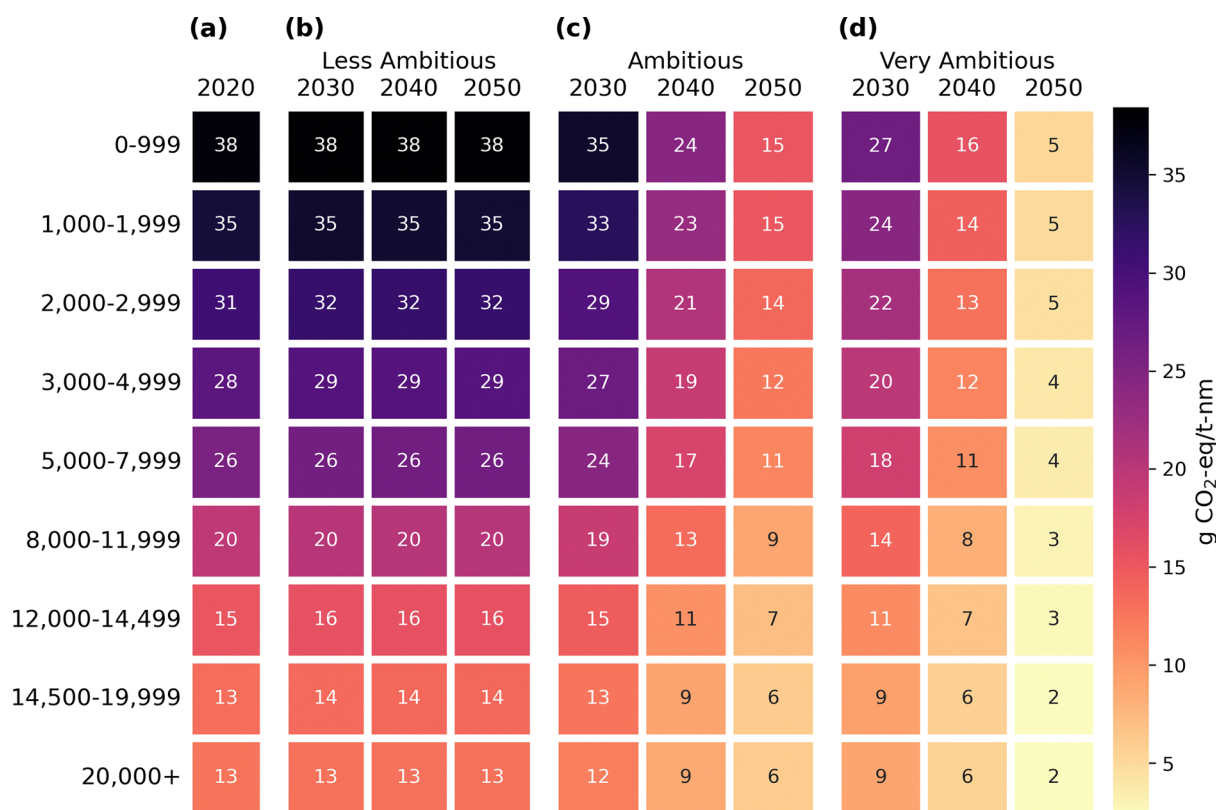 (a) (b) (c) (d)
Less Ambitious Ambitious Very Ambitious
2020 2030 2040 2050 2030 2040 2050 2030 2040 2050
0-999 38 38 38 38 35 24 15 27 16 5
1,000-1,999 35 35 35 35 33 23 15 24 14 5
2,000-2,999 31 32 32 32 29 21 14 22 13 5
3,000-4,999 28 29 29 29 27 19 12 20 12 4
5,000-7,999 26 26 26 26 24 17 11 18 11 4
8,000-11,999 20 20 20 20 19 13 9 14 8 3
12,000-14,499 15 16 16 16 15 11 7 11 7 3
14,500-19,999 13 14 14 14 13 9 6 9 6 2
20,000+ 13 13 13 13 12 9 6 9 6 2
35
30
25
20
15
10
5
g CO₂-eq/t-nm